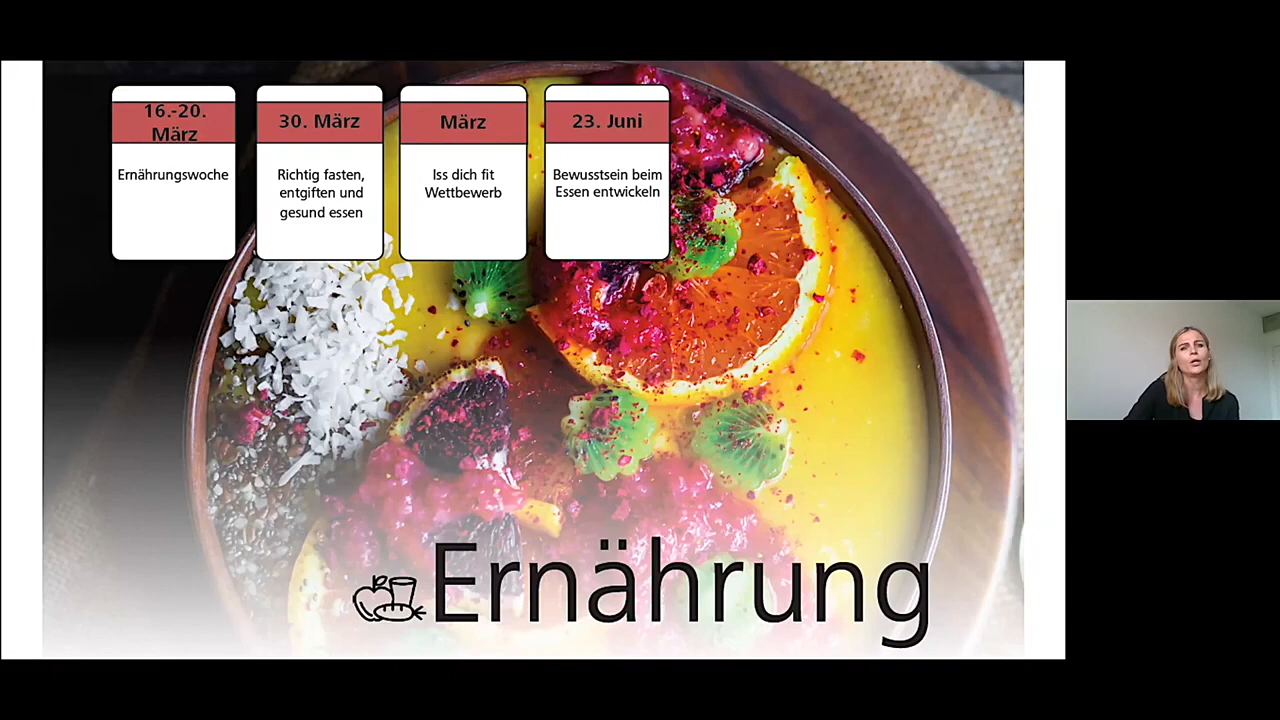 16.-20.
März
Ernährungswoche
30. März
Richtig fasten,
entgiften und
gesund essen
März
Iss dich fit
Wettbewerb
23. Juni
Bewusstsein beim
Essen entwickeln
Ernährung